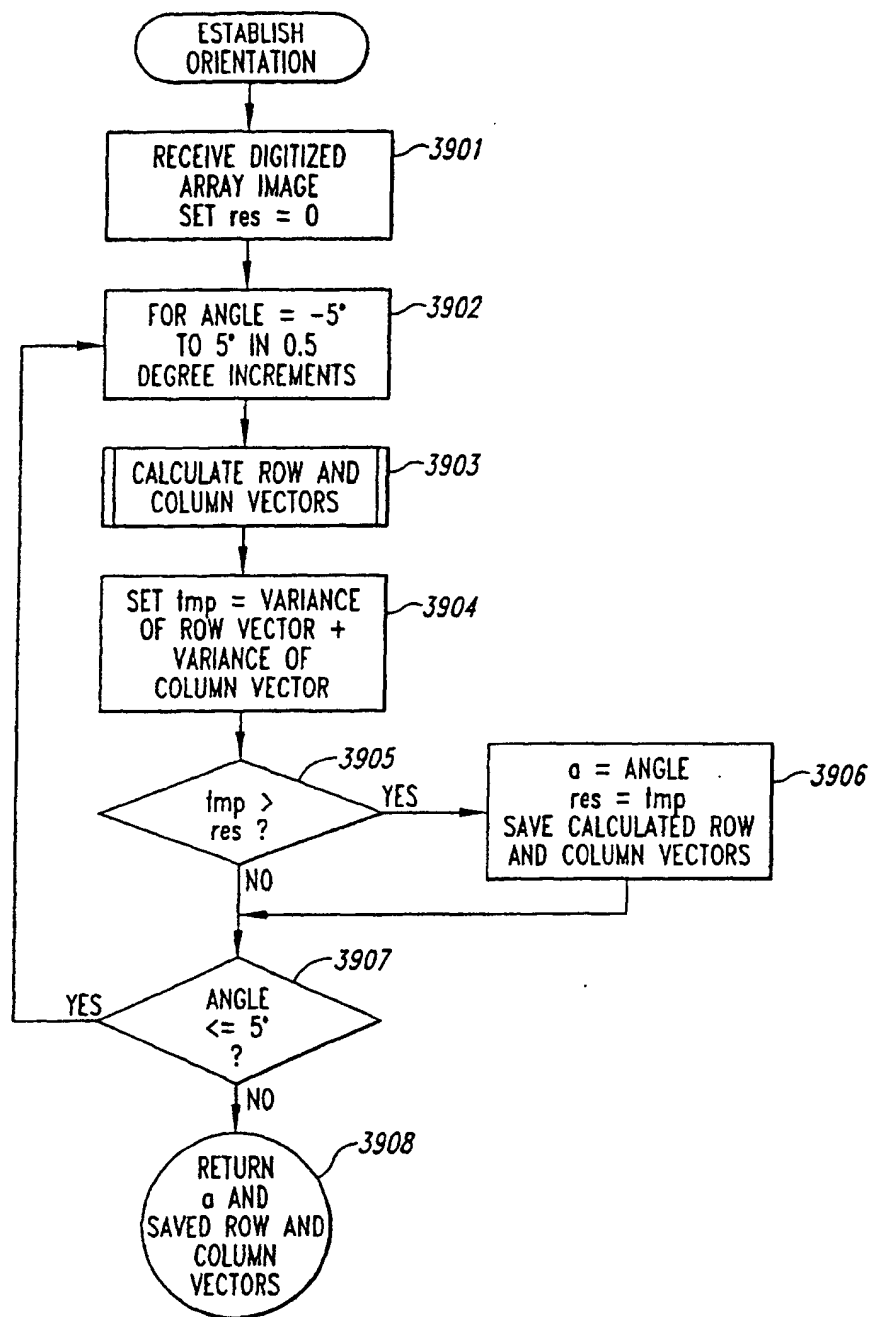 ESTABLISH
ORIENTATION
RECEIVE DIGITIZED
ARRAY IMAGE
SET res = 0
3901
FOR ANGLE = -5°
TO 5° IN 0.5
DEGREE INCREMENTS
3902
CALCULATE ROW AND
COLUMN VECTORS
3903
SET tmp = VARIANCE
OF ROW VECTOR +
VARIANCE OF
COLUMN VECTOR
3904
tmp >
res ?
3905
YES
NO
a = ANGLE
res = tmp
SAVE CALCULATED ROW
AND COLUMN VECTORS
3906
ANGLE
<= 5°
?
3907
YES
NO
RETURN
a AND
SAVED ROW AND
COLUMN
VECTORS
3908